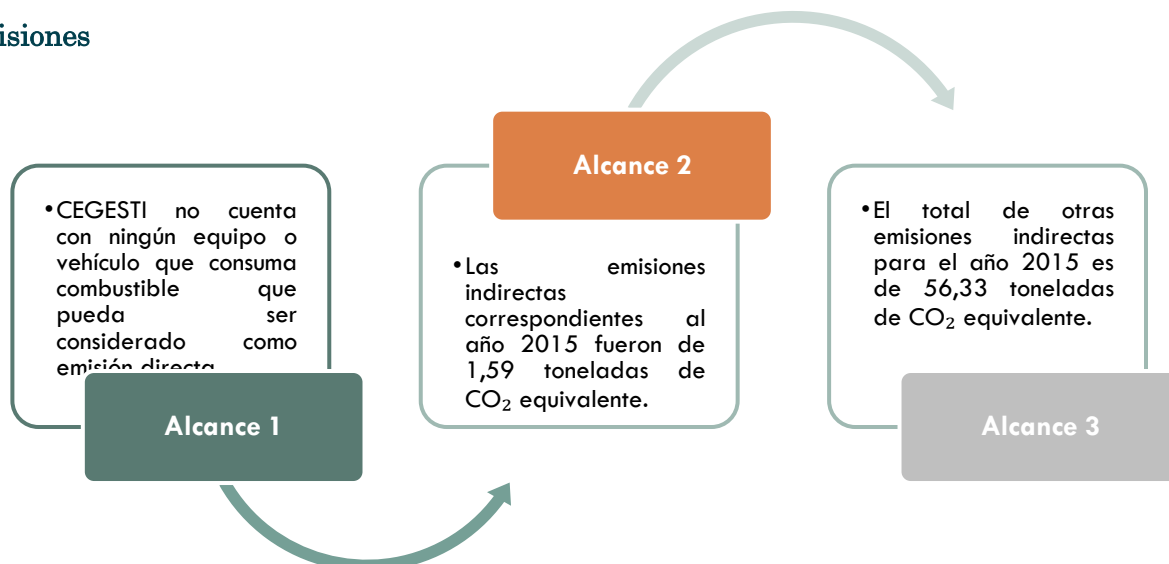 isiones
•CEGESTI no cuenta
con ningún equipo o
vehículo que consuma
combustible que
pueda ser
considerado como
emisión directa
Alcance 1
Alcance 2
•Las emisiones
indirectas
correspondientes al
año 2015 fueron de
1,59 toneladas de
CO₂ equivalente.
•El total de otras
emisiones indirectas
para el año 2015 es
de 56,33 toneladas
de CO₂ equivalente.
Alcance 3